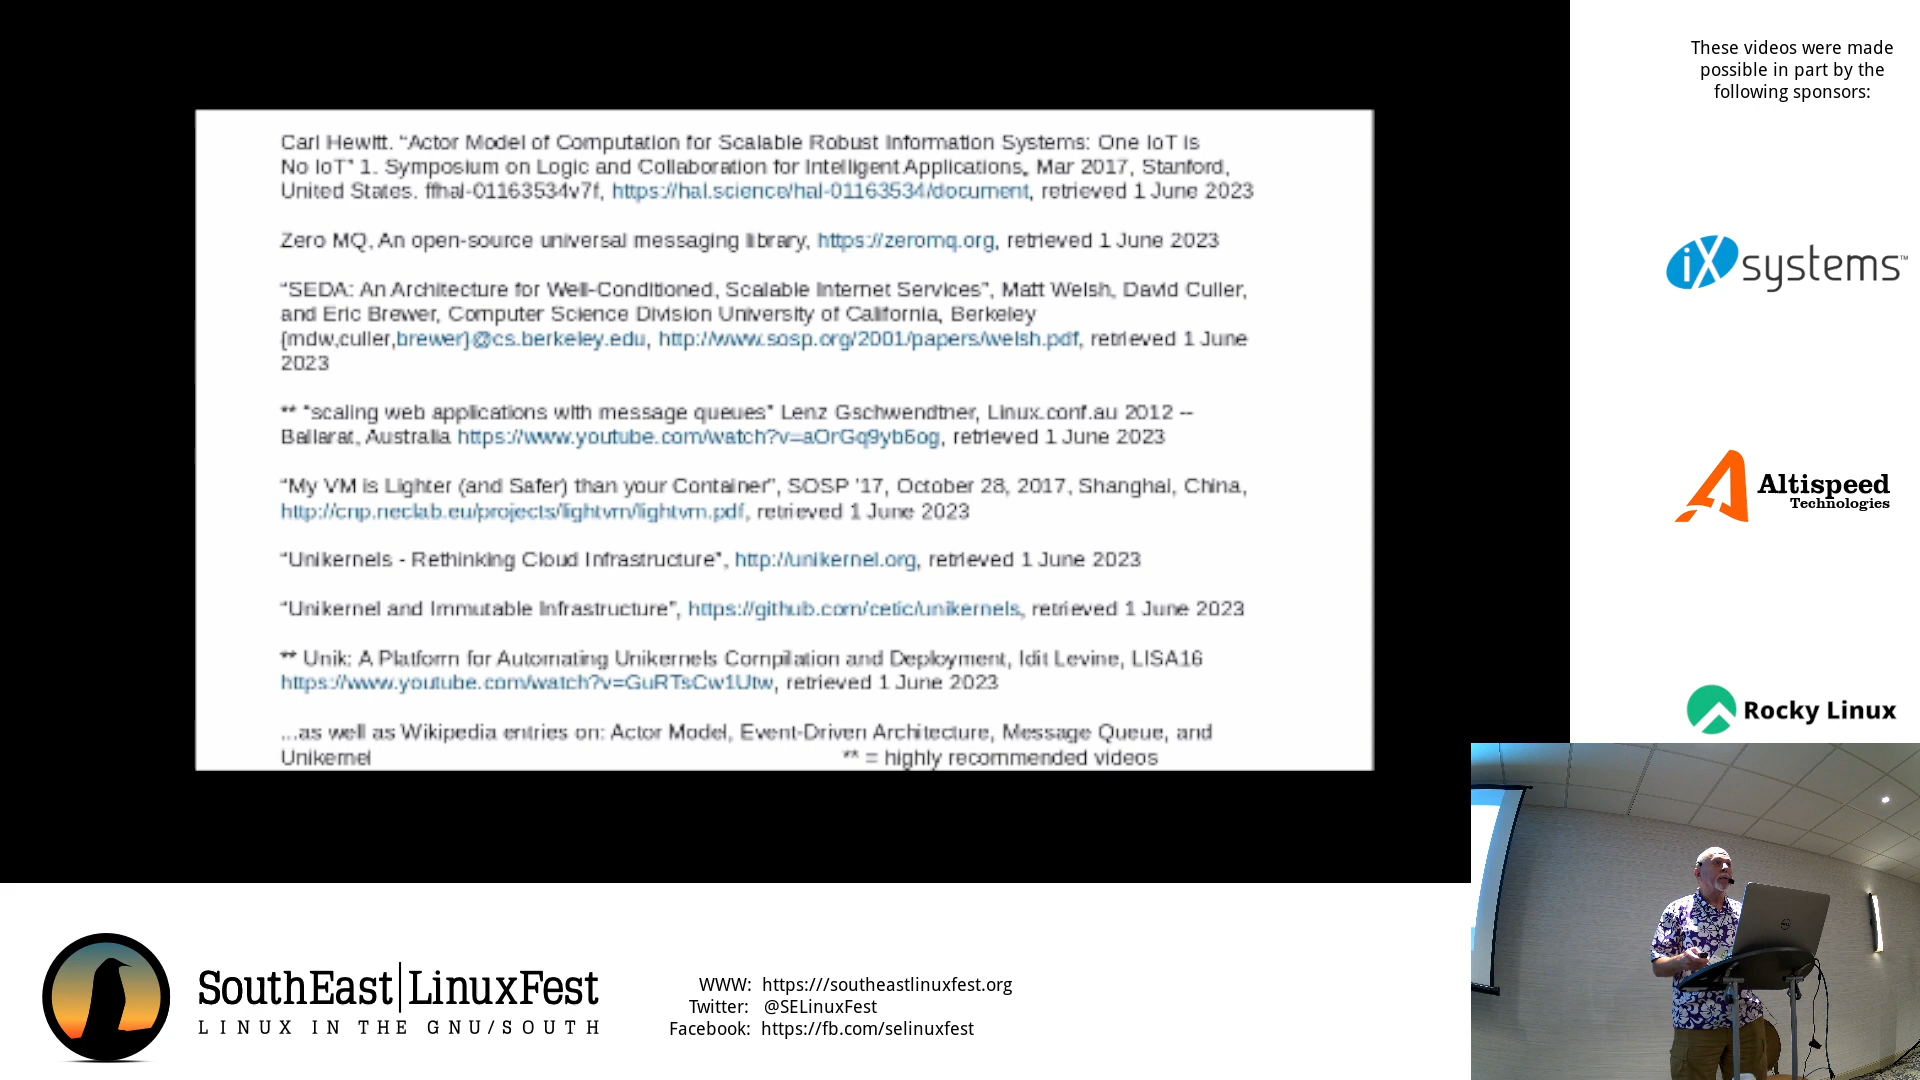 Carl Hewitt. “Actor Model of Computation for Scalable Robust Information Systems: One IoT is
No IoT” 1. Symposium on Logic and Collaboration for Intelligent Applications, Mar 2017, Stanford,
United States. ffhal-01163534v7f, https://hal.science/hal-01163534/document, retrieved 1 June 2023
Zero MQ, An open-source universal messaging library, https://zeromq.org, retrieved 1 June 2023
“SEDA: An Architecture for Well-Conditioned, Scalable Internet Services”, Matt Welsh, David Culler,
and Eric Brewer, Computer Science Division University of California, Berkeley
{mdw,culler,brewer}@cs.berkeley.edu, http://www.sosp.org/2001/papers/welsh.pdf, retrieved 1 June
2023
** “scaling web applications with message queues” Lenz Gschwendtner, Linux.conf.au 2012 --
Ballarat, Australia https://www.youtube.com/watch?v=aOrGq9yb6og, retrieved 1 June 2023
“My VM is Lighter (and Safer) than your Container”, SOSP ’17, October 28, 2017, Shanghai, China,
http://cnp.neclab.eu/projects/lightvm/lightvm.pdf, retrieved 1 June 2023
“Unikernels - Rethinking Cloud Infrastructure”, http://unikernel.org, retrieved 1 June 2023
“Unikernel and Immutable Infrastructure”, https://github.com/cetic/unikernels, retrieved 1 June 2023
** Unik: A Platform for Automating Unikernels Compilation and Deployment, Idit Levine, LISA16
https://www.youtube.com/watch?v=GuRTsCw1Utw, retrieved 1 June 2023
...as well as Wikipedia entries on: Actor Model, Event-Driven Architecture, Message Queue, and
Unikernel ** = highly recommended videos
These videos were made
possible in part by the
following sponsors:
iXsystems™
Altispeed
Technologies
Rocky Linux
SouthEast|LinuxFest
LINUX IN THE GNU/SOUTH
WWW: https:///southeastlinuxfest.org
Twitter: @SELinuxFest
Facebook: https://fb.com/selinuxfest
DELL